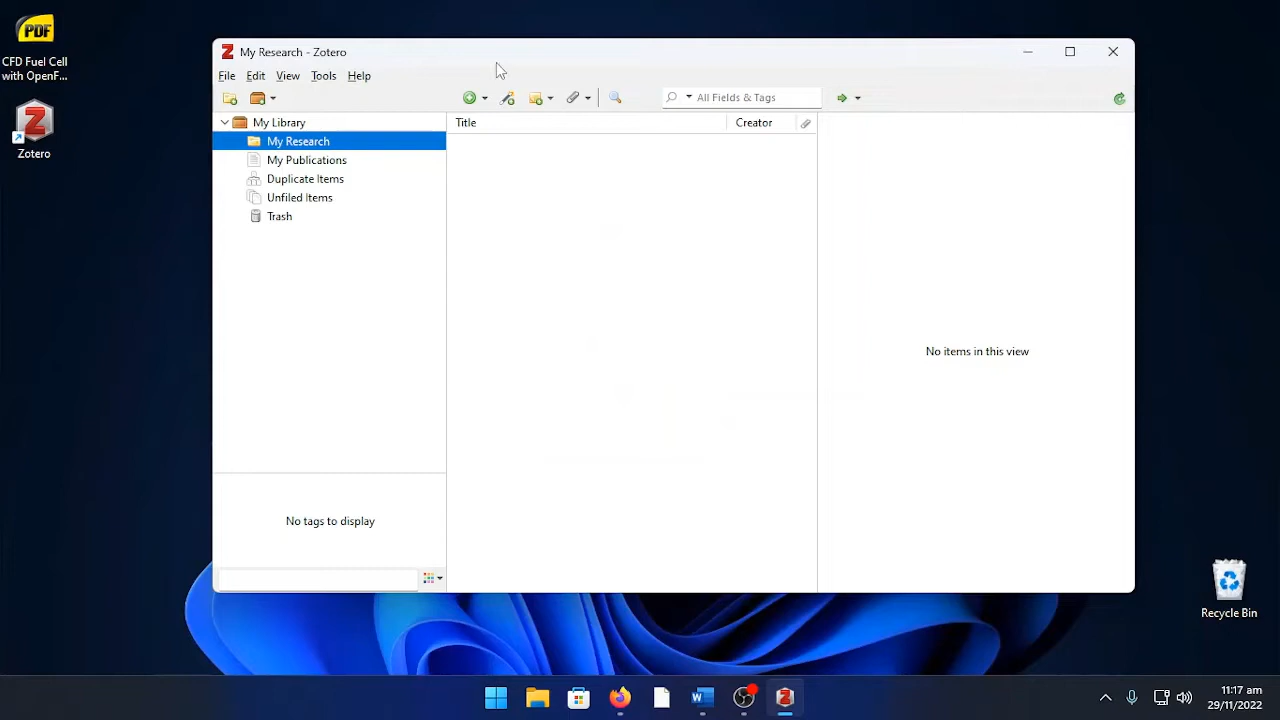 PDF
CFD Fuel Cell
with OpenF...
Z
Zotero
Z My Research - Zotero
File Edit View Tools Help
All Fields & Tags
My Library
My Research
My Publications
Duplicate Items
Unfiled Items
Trash
Title Creator
No items in this view
No tags to display
Recycle Bin
W Z
11:17 am
29/11/2022